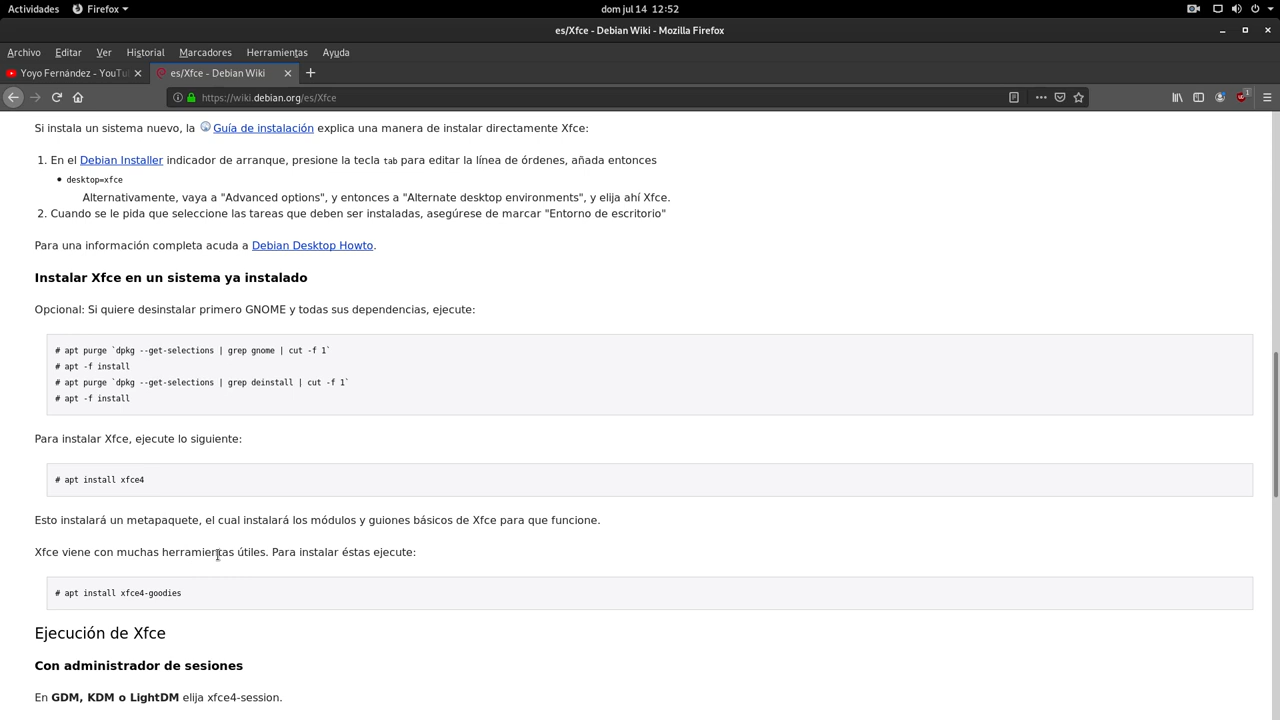 Actividades Firefox dom jul 14 12:52
es/Xfce - Debian Wiki - Mozilla Firefox
Archivo Editar Ver Historial Marcadores Herramientas Ayuda
Yoyo Fernández - YouTu es/Xfce - Debian Wiki
https://wiki.debian.org/es/Xfce 1
Si instala un sistema nuevo, la Guía de instalación explica una manera de instalar directamente Xfce:
1. En el Debian Installer indicador de arranque, presione la tecla tab para editar la línea de órdenes, añada entonces
• desktop=xfce
Alternativamente, vaya a "Advanced options", y entonces a "Alternate desktop environments", y elija ahí Xfce.
2. Cuando se le pida que seleccione las tareas que deben ser instaladas, asegúrese de marcar "Entorno de escritorio"
Para una información completa acuda a Debian Desktop Howto.
Instalar Xfce en un sistema ya instalado
Opcional: Si quiere desinstalar primero GNOME y todas sus dependencias, ejecute:
# apt purge `dpkg --get-selections | grep gnome | cut -f 1`
# apt -f install
# apt purge `dpkg --get-selections | grep deinstall | cut -f 1`
# apt -f install
Para instalar Xfce, ejecute lo siguiente:
# apt install xfce4
Esto instalará un metapaquete, el cual instalará los módulos y guiones básicos de Xfce para que funcione.
Xfce viene con muchas herramientas útiles. Para instalar éstas ejecute:
# apt install xfce4-goodies
Ejecución de Xfce
Con administrador de sesiones
En GDM, KDM o LightDM elija xfce4-session.